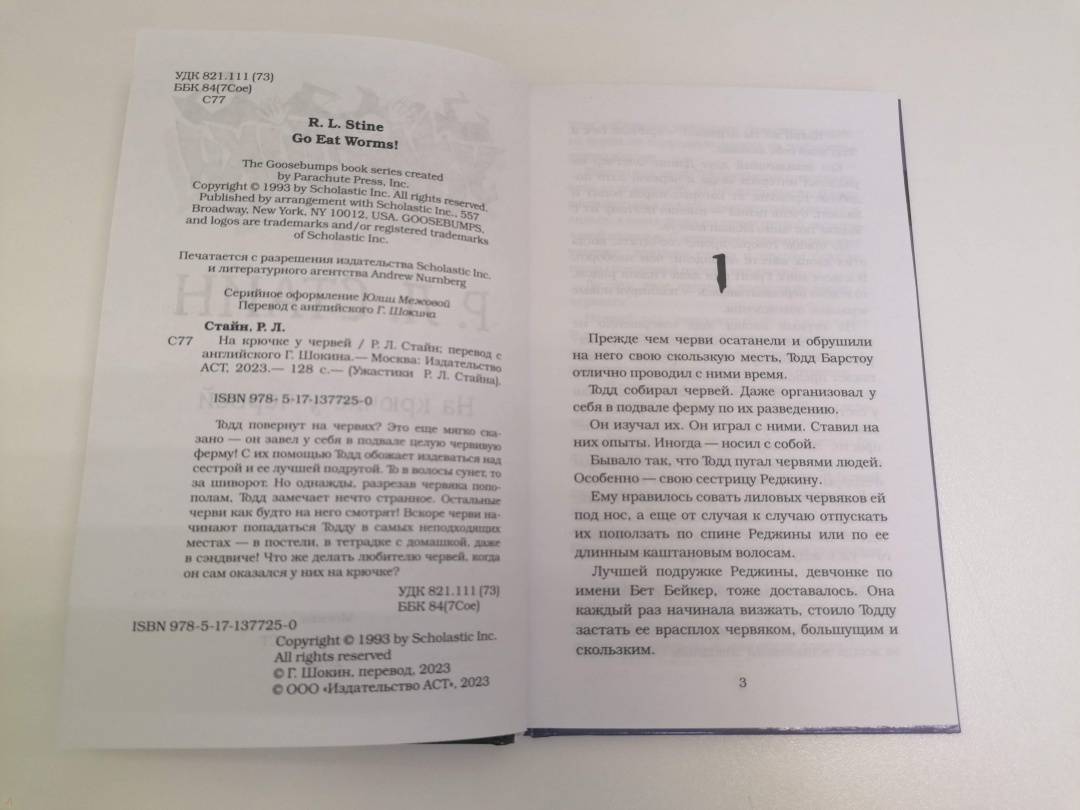 УДК 821.111 (73)
ББК 84(7Сое)
С77
R. L. Stine
Go Eat Worms!
The Goosebumps book series created
by Parachute Press, Inc.
Copyright © 1993 by Scholastic Inc. All rights reserved.
Published by arrangement with Scholastic Inc., 557
Broadway, New York, NY 10012, USA. GOOSEBUMPS,
and logos are trademarks and/or registered trademarks
of Scholastic Inc.
Печатается с разрешения издательства Scholastic Inc.
и литературного агентства Andrew Nurnberg
Серийное оформление Юлии Межовой
Перевод с английского Г. Шокина
Стайн, Р. Л.
С77 На крючке у червей / Р. Л. Стайн; перевод с
английского Г. Шокина.— Москва: Издательство
АСТ, 2023.— 128 с.— (Ужастики Р. Л. Стайна).
ISBN 978- 5-17-137725-0
Тодд повернут на червях? Это еще мягко ска-
зано — он завел у себя в подвале целую червивую
ферму! С их помощью Тодд обожает издеваться над
сестрой и ее лучшей подругой. То в волосы сунет, то
за шиворот. Но однажды, разрезав червяка попо-
полам, Тодд замечает нечто странное. Остальные
черви как будто на него смотрят! Вскоре черви на-
чинают попадаться Тодду в самых неподходящих
местах — в постели, в тетрадке с домашкой, даже
в сэндвиче! Что же делать любителю червей, когда
он сам оказался у них на крючке?
УДК 821.111 (73)
ББК 84(7Сое)
ISBN 978-5-17-137725-0
Copyright © 1993 by Scholastic Inc.
All rights reserved
© Г. Шокин, перевод, 2023
© ООО «Издательство АСТ», 2023
1
Прежде чем черви осатанели и обрушили
на него свою скользкую месть, Тодд Барстоу
отлично проводил с ними время.
Тодд собирал червей. Даже организовал у
себя в подвале ферму по их разведению.
Он изучал их. Он играл с ними. Ставил на
них опыты. Иногда — носил с собой.
Бывало так, что Тодд пугал червями людей.
Особенно — свою сестрицу Реджину.
Ему нравилось совать лиловых червяков ей
под нос, а еще от случая к случаю отпускать
их поползать по спине Реджины или по ее
длинным каштановым волосам.
Лучшей подружке Реджины, девчонке по
имени Бет Бейкер, тоже доставалось. Она
каждый раз начинала визжать, стоило Тодду
застать ее врасплох червяком, большущим и
скользким.
3